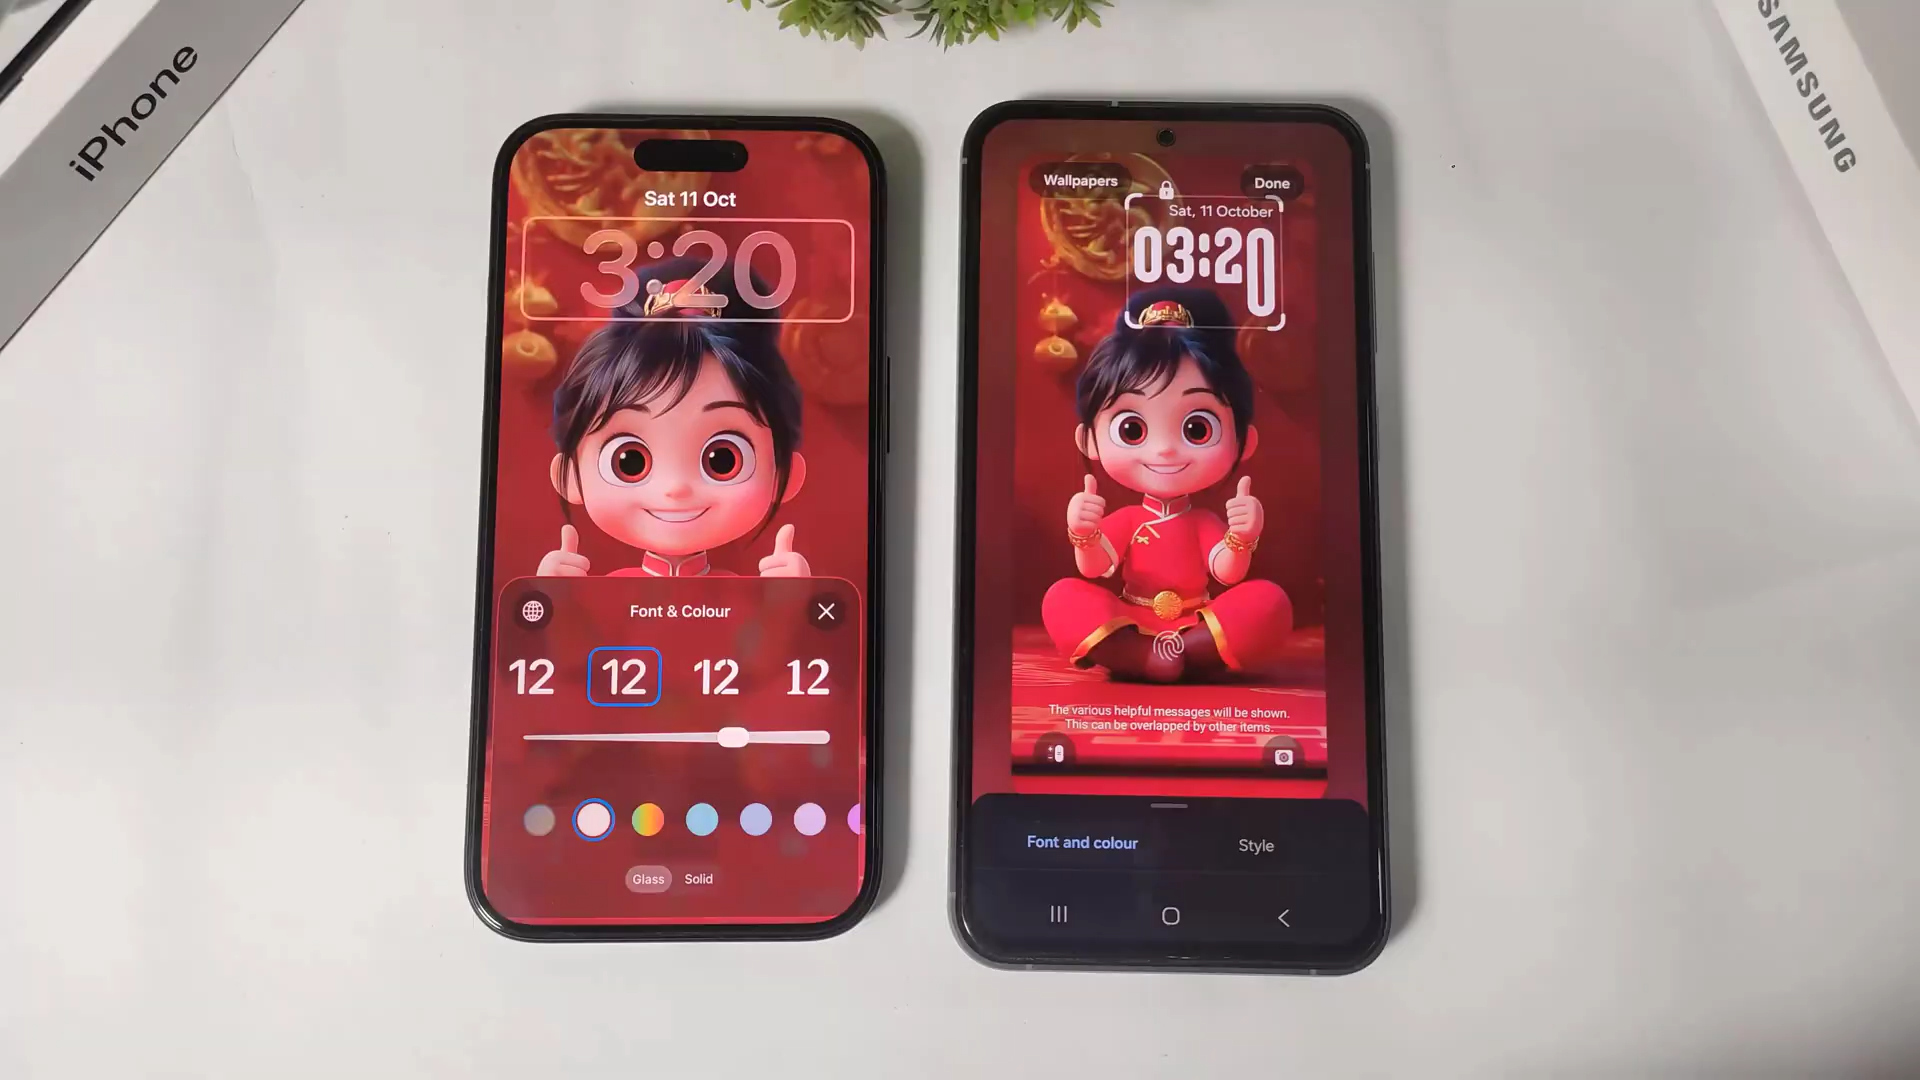 iPhone
SAMSUNG
Sat 11 Oct
3:20
Font & Colour
12 12 12 12
Glass Solid
Wallpapers
Done
Sat, 11 October
03:20
The various helpful messages will be shown.
This can be overlapped by other items.
Font and colour
Style